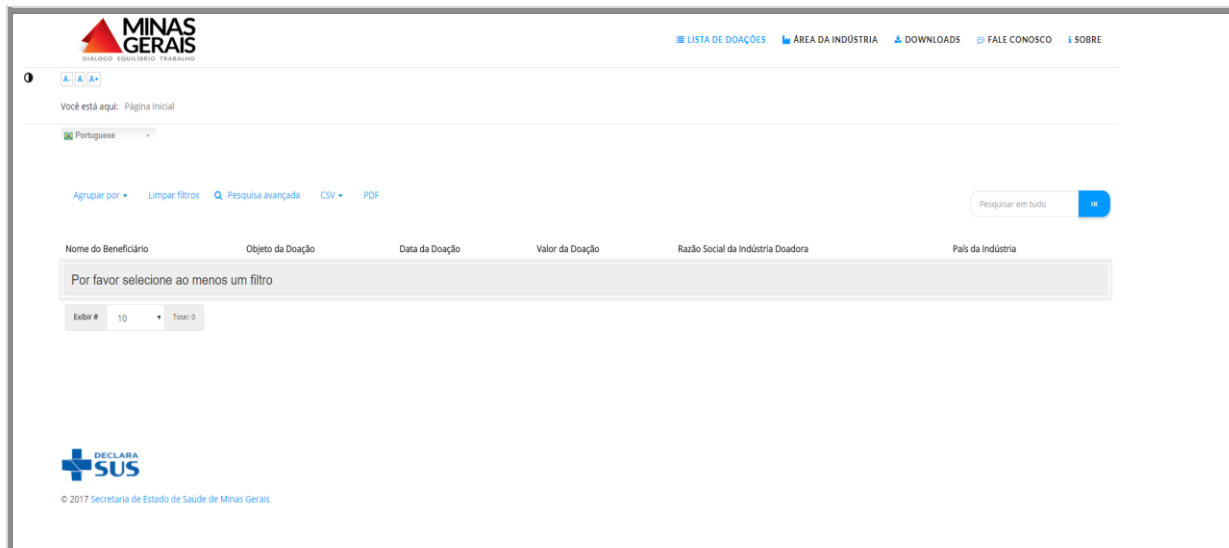 MINAS
GERAIS
DIÁLOGO EQUILÍBRIO TRABALHO
LISTA DE DOAÇÕES ÁREA DA INDÚSTRIA DOWNLOADS FALE CONOSCO SOBRE
A- A A+
Você está aqui: Página Inicial
Portuguese
Agrupar por Limpar filtros Pesquisa avançada CSV PDF
Pesquisar em tudo IR
Nome do Beneficiário Objeto da Doação Data da Doação Valor da Doação Razão Social da Indústria Doadora País da Indústria
Por favor selecione ao menos um filtro
Exibir # 10 Total: 0
DECLARA
SUS
© 2017 Secretaria de Estado de Saúde de Minas Gerais